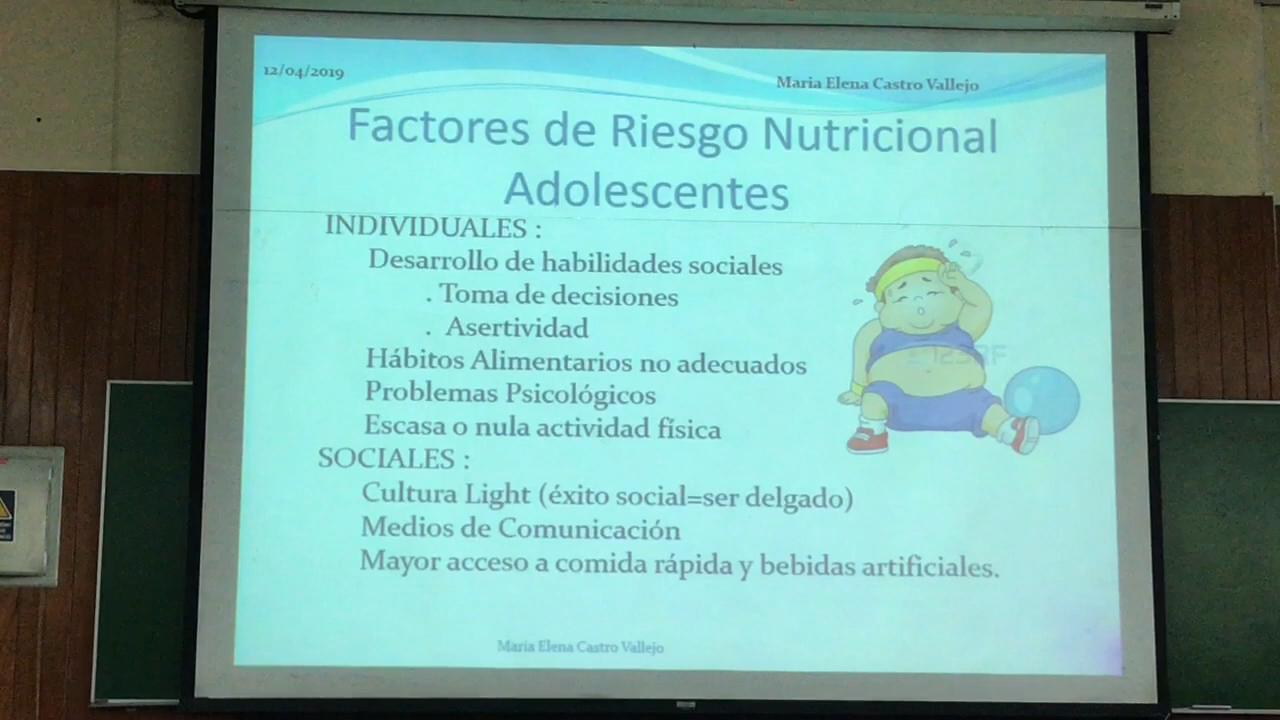 12/04/2019
Maria Elena Castro Vallejo
Factores de Riesgo Nutricional
Adolescentes
INDIVIDUALES :
Desarrollo de habilidades sociales
. Toma de decisiones
. Asertividad
Hábitos Alimentarios no adecuados
Problemas Psicológicos
Escasa o nula actividad física
SOCIALES :
Cultura Light (éxito social=ser delgado)
Medios de Comunicación
Mayor acceso a comida rápida y bebidas artificiales.
Maria Elena Castro Vallejo